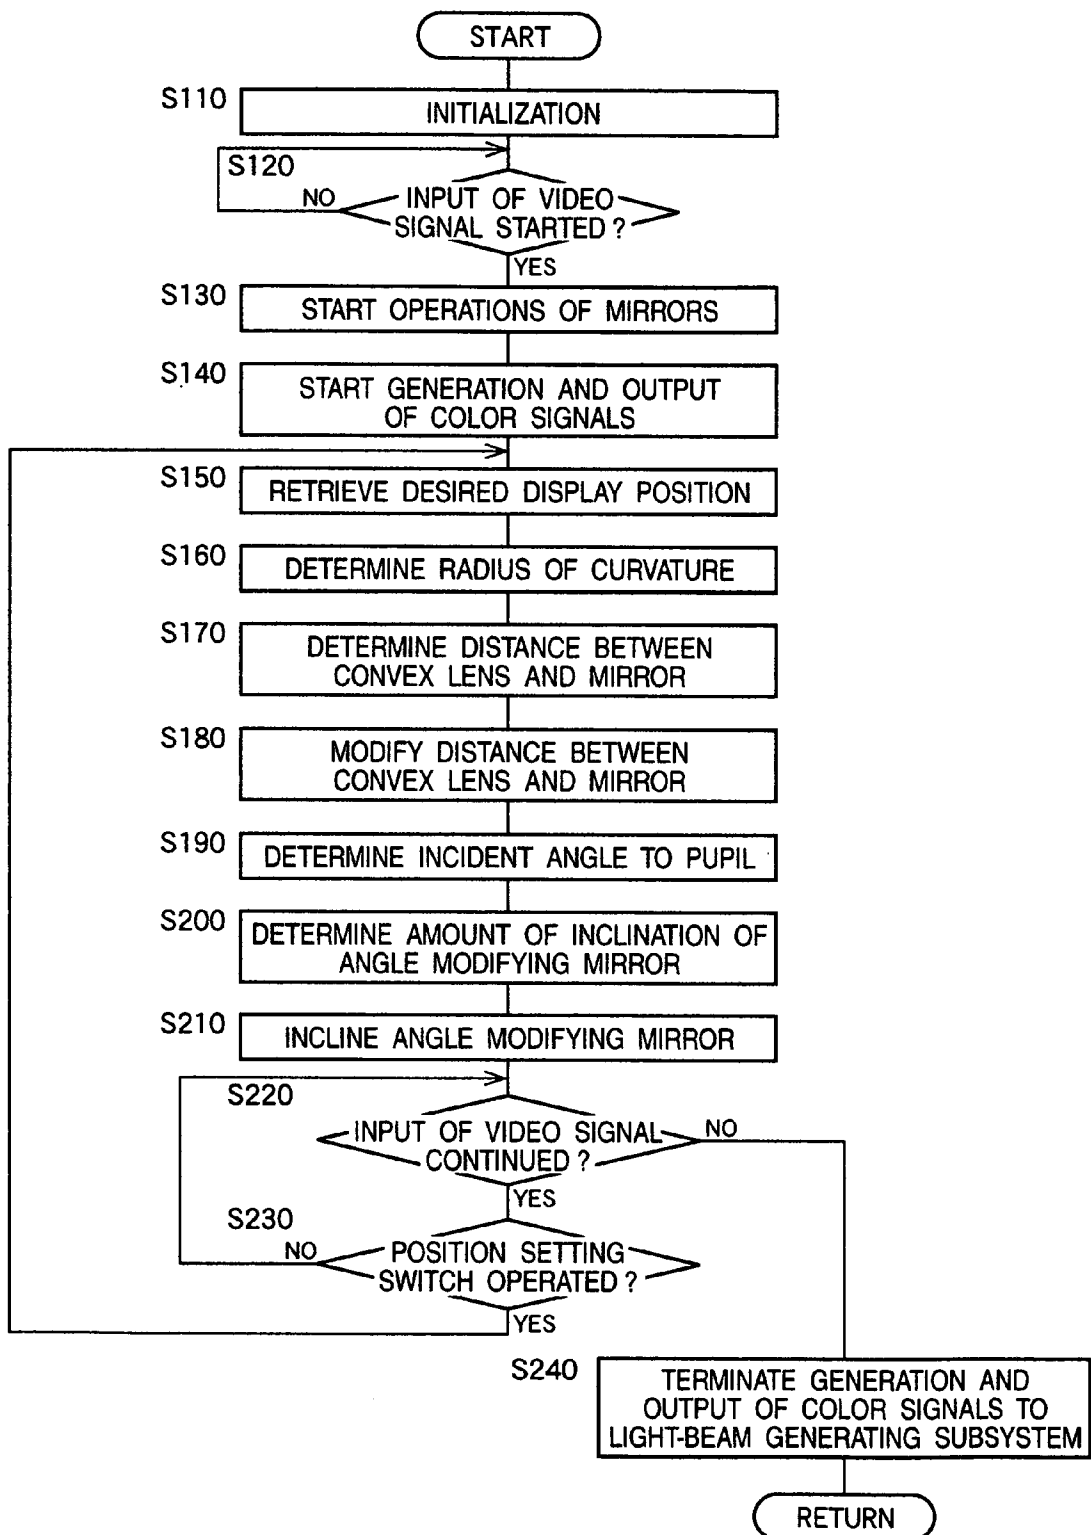 START
S110
INITIALIZATION
S120
NO
INPUT OF VIDEO
SIGNAL STARTED ?
YES
S130
START OPERATIONS OF MIRRORS
S140
START GENERATION AND OUTPUT
OF COLOR SIGNALS
S150
RETRIEVE DESIRED DISPLAY POSITION
S160
DETERMINE RADIUS OF CURVATURE
S170
DETERMINE DISTANCE BETWEEN
CONVEX LENS AND MIRROR
S180
MODIFY DISTANCE BETWEEN
CONVEX LENS AND MIRROR
S190
DETERMINE INCIDENT ANGLE TO PUPIL
S200
DETERMINE AMOUNT OF INCLINATION OF
ANGLE MODIFYING MIRROR
S210
INCLINE ANGLE MODIFYING MIRROR
S220
INPUT OF VIDEO SIGNAL
CONTINUED ?
NO
YES
S230
NO
POSITION SETTING
SWITCH OPERATED ?
YES
S240
TERMINATE GENERATION AND
OUTPUT OF COLOR SIGNALS TO
LIGHT-BEAM GENERATING SUBSYSTEM
RETURN